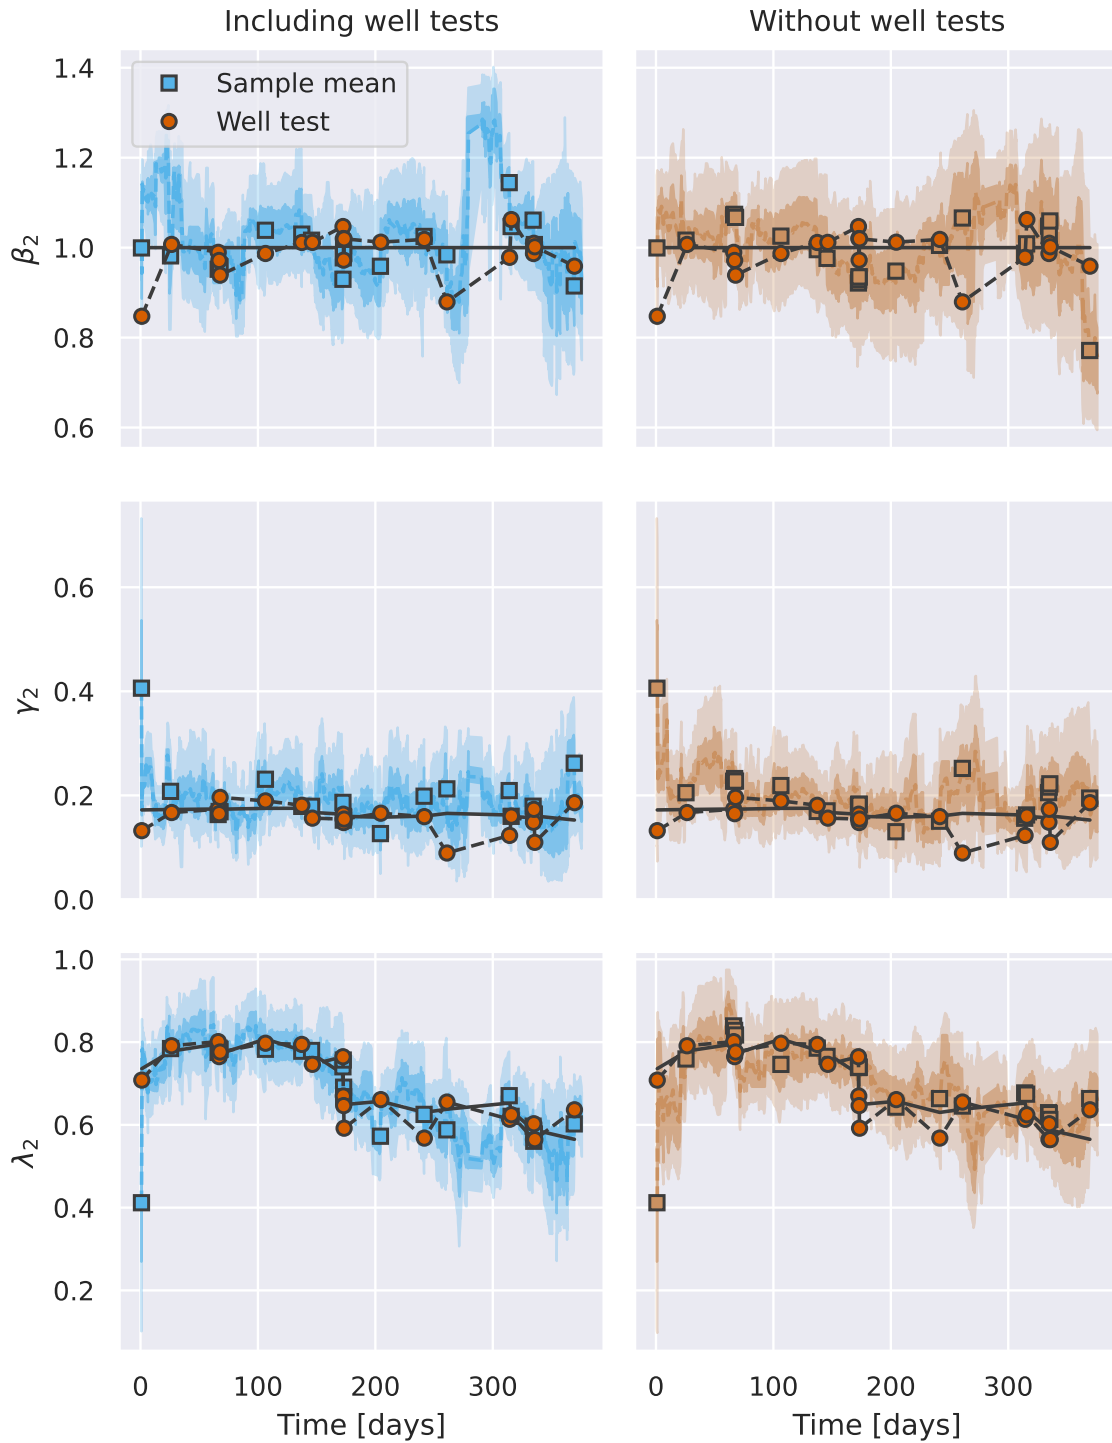 Including well tests
Without well tests
Sample mean
Well test
1.4
1.2
1.0
0.8
0.6
β₂
0.6
0.4
0.2
0.0
γ₂
1.0
0.8
0.6
0.4
0.2
λ₂
0 100 200 300
0 100 200 300
Time [days]
Time [days]